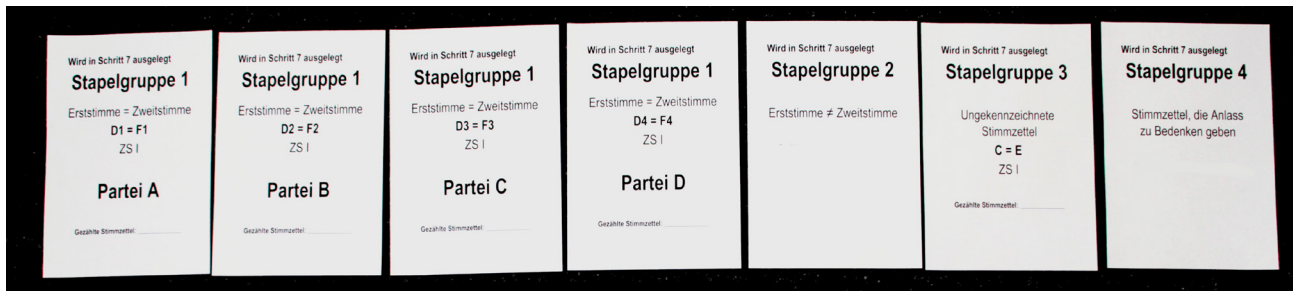 Wird in Schritt 7 ausgelegt
Stapelgruppe 1
Erststimme = Zweitstimme
D1 = F1
ZS I
Partei A
Gezählte Stimmzettel:
Wird in Schritt 7 ausgelegt
Stapelgruppe 1
Erststimme = Zweitstimme
D2 = F2
ZS I
Partei B
Gezählte Stimmzettel:
Wird in Schritt 7 ausgelegt
Stapelgruppe 1
Erststimme = Zweitstimme
D3 = F3
ZS I
Partei C
Gezählte Stimmzettel:
Wird in Schritt 7 ausgelegt
Stapelgruppe 1
Erststimme = Zweitstimme
D4 = F4
ZS I
Partei D
Gezählte Stimmzettel:
Wird in Schritt 7 ausgelegt
Stapelgruppe 2
Erststimme ≠ Zweitstimme
Wird in Schritt 7 ausgelegt
Stapelgruppe 3
Ungekennzeichnete
Stimmzettel
C = E
ZS I
Gezählte Stimmzettel:
Wird in Schritt 7 ausgelegt
Stapelgruppe 4
Stimmzettel, die Anlass
zu Bedenken geben